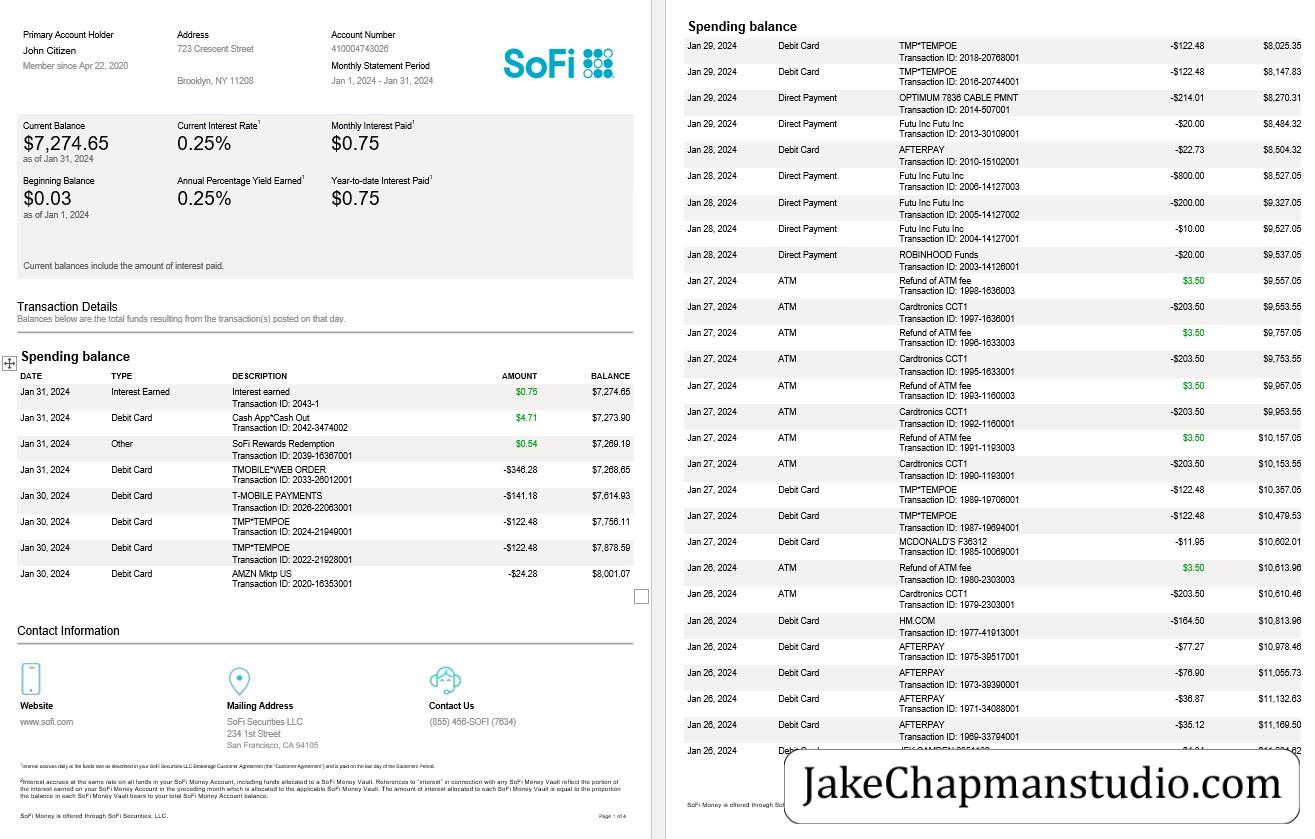 Primary Account Holder Address Account Number
John Citizen 723 Crescent Street 410004743026
Member since Apr 22, 2020 Monthly Statement Period
Brooklyn, NY 11208 Jan 1, 2024 - Jan 31, 2024
SoFi
Current Balance Current Interest Rate1 Monthly Interest Paid1
$7,274.65 0.25% $0.75
as of Jan 31, 2024
Beginning Balance Annual Percentage Yield Earned1 Year-to-date Interest Paid1
$0.03 0.25% $0.75
as of Jan 1, 2024
Current balances include the amount of interest paid.
Transaction Details
Balances below are the total funds resulting from the transaction(s) posted on that day.
Spending balance
DATE TYPE DESCRIPTION AMOUNT BALANCE
Jan 31, 2024 Interest Earned Interest earned $0.75 $7,274.65
Transaction ID: 2043-1
Jan 31, 2024 Debit Card Cash App*Cash Out $4.71 $7,273.90
Transaction ID: 2042-3474002
Jan 31, 2024 Other SoFi Rewards Redemption $0.54 $7,269.19
Transaction ID: 2039-16367001
Jan 31, 2024 Debit Card TMOBILE*WEB ORDER -$346.28 $7,268.65
Transaction ID: 2033-26012001
Jan 30, 2024 Debit Card T-MOBILE PAYMENTS -$141.18 $7,614.93
Transaction ID: 2026-22063001
Jan 30, 2024 Debit Card TMP*TEMPOE -$122.48 $7,756.11
Transaction ID: 2024-21949001
Jan 30, 2024 Debit Card TMP*TEMPOE -$122.48 $7,878.59
Transaction ID: 2022-21928001
Jan 30, 2024 Debit Card AMZN Mktp US -$24.28 $8,001.07
Transaction ID: 2020-16353001
Contact Information
Website Mailing Address Contact Us
www.sofi.com SoFi Securities LLC (855) 456-SOFI (7634)
234 1st Street
San Francisco, CA 94105
1Interest accrues daily at the funds rate as described in your SoFi Securities LLC Brokerage Customer Agreement (the "Customer Agreement") and is paid on the last day of the Statement Period.
2Interest accrues at the same rate on all funds in your SoFi Money Account, including funds allocated to a SoFi Money Vault. References to "interest" in connection with any SoFi Money Vault reflect the portion of
the interest earned on your SoFi Money Account in the preceding month which is allocated to the applicable SoFi Money Vault. The amount of interest allocated to each SoFi Money Vault is equal to the proportion
the balance in each SoFi Money Vault bears to your total SoFi Money Account balance.
SoFi Money is offered through SoFi Securities, LLC. Page 1 of 4
Spending balance
Jan 29, 2024 Debit Card TMP*TEMPOE -$122.48 $8,025.35
Transaction ID: 2018-20768001
Jan 29, 2024 Debit Card TMP*TEMPOE -$122.48 $8,147.83
Transaction ID: 2016-20744001
Jan 29, 2024 Direct Payment OPTIMUM 7836 CABLE PMNT -$214.01 $8,270.31
Transaction ID: 2014-507001
Jan 29, 2024 Direct Payment Futu Inc Futu Inc -$20.00 $8,484.32
Transaction ID: 2013-30109001
Jan 28, 2024 Debit Card AFTERPAY -$22.73 $8,504.32
Transaction ID: 2010-15102001
Jan 28, 2024 Direct Payment Futu Inc Futu Inc -$800.00 $8,527.05
Transaction ID: 2006-14127003
Jan 28, 2024 Direct Payment Futu Inc Futu Inc -$200.00 $9,327.05
Transaction ID: 2005-14127002
Jan 28, 2024 Direct Payment Futu Inc Futu Inc -$10.00 $9,527.05
Transaction ID: 2004-14127001
Jan 28, 2024 Direct Payment ROBINHOOD Funds -$20.00 $9,537.05
Transaction ID: 2003-14126001
Jan 27, 2024 ATM Refund of ATM fee $3.50 $9,557.05
Transaction ID: 1998-1636003
Jan 27, 2024 ATM Cardtronics CCT1 -$203.50 $9,553.55
Transaction ID: 1997-1636001
Jan 27, 2024 ATM Refund of ATM fee $3.50 $9,757.05
Transaction ID: 1996-1633003
Jan 27, 2024 ATM Cardtronics CCT1 -$203.50 $9,753.55
Transaction ID: 1995-1633001
Jan 27, 2024 ATM Refund of ATM fee $3.50 $9,957.05
Transaction ID: 1993-1160003
Jan 27, 2024 ATM Cardtronics CCT1 -$203.50 $9,953.55
Transaction ID: 1992-1160001
Jan 27, 2024 ATM Refund of ATM fee $3.50 $10,157.05
Transaction ID: 1991-1193003
Jan 27, 2024 ATM Cardtronics CCT1 -$203.50 $10,153.55
Transaction ID: 1990-1193001
Jan 27, 2024 Debit Card TMP*TEMPOE -$122.48 $10,357.05
Transaction ID: 1989-19706001
Jan 27, 2024 Debit Card TMP*TEMPOE -$122.48 $10,479.53
Transaction ID: 1987-19694001
Jan 27, 2024 Debit Card MCDONALD'S F36312 -$11.95 $10,602.01
Transaction ID: 1985-10069001
Jan 26, 2024 Debit Card Refund of ATM fee $3.50 $10,613.96
Transaction ID: 1980-2303003
Jan 26, 2024 ATM Cardtronics CCT1 -$203.50 $10,610.46
Transaction ID: 1979-2303001
Jan 26, 2024 Debit Card HM.COM -$164.50 $10,813.96
Transaction ID: 1977-41913001
Jan 26, 2024 Debit Card AFTERPAY -$77.27 $10,978.46
Transaction ID: 1975-39517001
Jan 26, 2024 Debit Card AFTERPAY -$76.90 $11,055.73
Transaction ID: 1973-39390001
Jan 26, 2024 Debit Card AFTERPAY -$36.87 $11,132.63
Transaction ID: 1971-34088001
Jan 26, 2024 Debit Card AFTERPAY -$35.12 $11,169.50
Transaction ID: 1969-33794001
Jan 26, 2024
SoFi Money is offered through SoF
JakeChapmanstudio.com